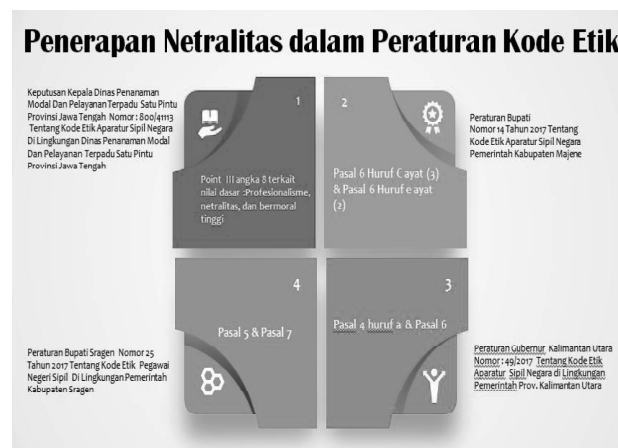 Penerapan Netralitas dalam Peraturan Kode Etik
Keputusan Kepala Dinas Penanaman
Modal Dan Pelayanan Terpadu Satu Pintu
Provinsi Jawa Tengah Nomor : 800/41113
Tentang Kode Etik Aparatur Sipil Negara
Di Lingkungan Dinas Penanaman Modal
Dan Pelayanan Terpadu Satu Pintu
Provinsi Jawa Tengah
1
Point III angka 8 terkait
nilai dasar :Profesionalisme,
netralitas, dan bermoral
tinggi
2
Pasal 6 Huruf C ayat (3)
& Pasal 6 Huruf e ayat
(2)
Peraturan Bupati
Nomor 14 Tahun 2017 Tentang
Kode Etik Aparatur Sipil Negara
Pemerintah Kabupaten Majene
4
Pasal 5 & Pasal 7
Peraturan Bupati Sragen Nomor 25
Tahun 2017 Tentang Kode Etik Pegawai
Negeri Sipil Di Lingkungan Pemerintah
Kabupaten Sragen
3
Pasal 4 huruf a & Pasal 6
Peraturan Gubernur Kalimantan Utara
Nomor : 49/2017 Tentang Kode Etik
Aparatur Sipil Negara di Lingkungan
Pemerintah Prov. Kalimantan Utara